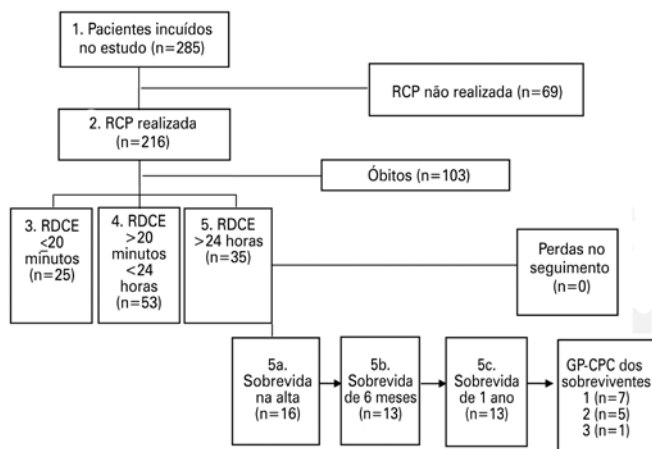 1. Pacientes incuídos
no estudo (n=285)
RCP não realizada (n=69)
2. RCP realizada
(n=216)
Óbitos (n=103)
3. RDCE
<20
minutos
(n=25)
4. RDCE
>20
minutos
<24
horas
(n=53)
5. RDCE
>24 horas
(n=35)
Perdas no
seguimento
(n=0)
5a.
Sobrevida
na alta
(n=16)
5b.
Sobrevida
de 6 meses
(n=13)
5c.
Sobrevida
de 1 ano
(n=13)
GP-CPC dos
sobreviventes
1 (n=7)
2 (n=5)
3 (n=1)